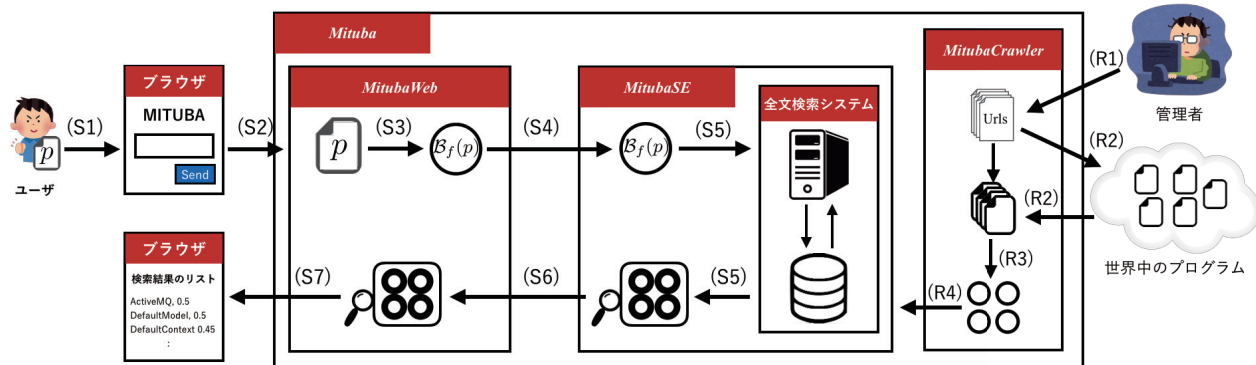 Mituba
MitubaWeb
MitubaSE
MitubaCrawler
ブラウザ
MITUBA
Send
p
ユーザ
(S1)
(S2)
p
(S3)
ℬf(p)
(S4)
ℬf(p)
(S5)
全文検索システム
Urls
(R1)
管理者
(R2)
(R2)
世界中のプログラム
(R3)
(R4)
(S5)
(S6)
(S7)
ブラウザ
検索結果のリスト
ActiveMQ, 0.5
DefaultModel, 0.5
DefaultContext 0.45
: